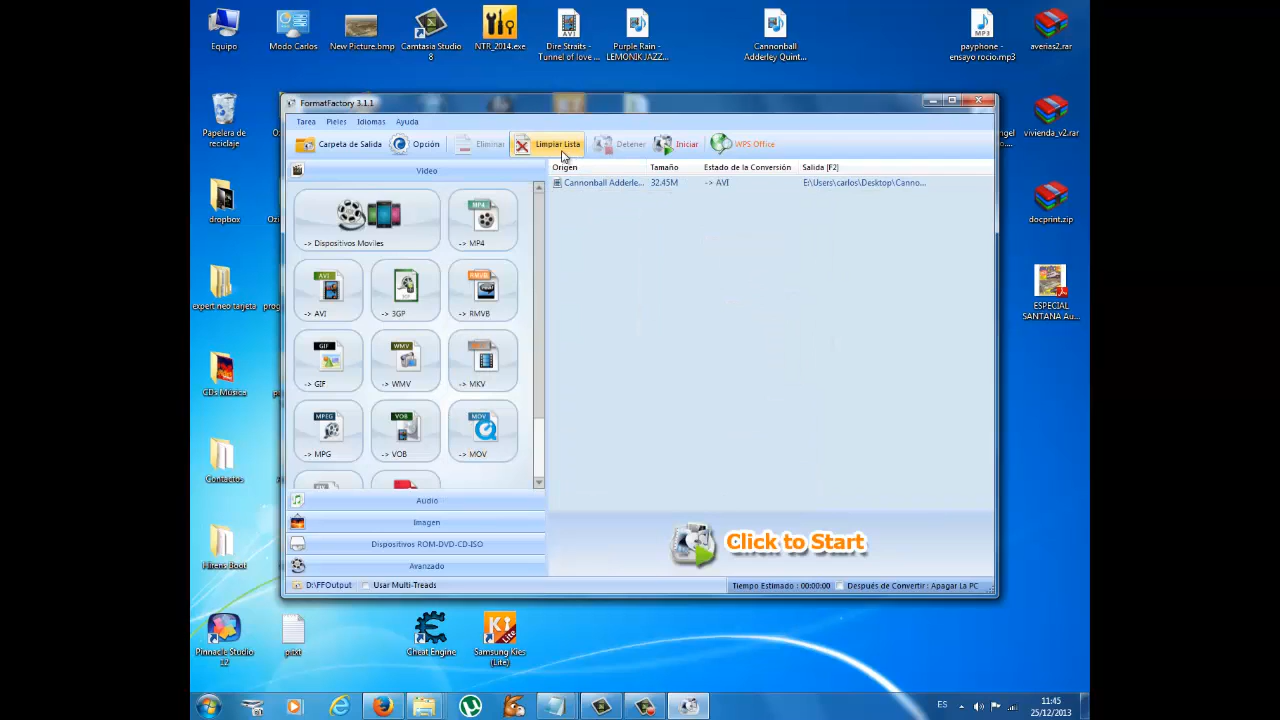 Equipo
Modo Carlos
New Picture.bmp
Camtasia Studio
8
NTR_2014.exe
Dire Straits -
Tunnel of love ...
Purple Rain -
LEMONIK JAZZ...
Cannonball
Adderley Quint...
payphone -
ensayo rocio.mp3
averias2.rar
Papelera de
reciclaje
vivienda_v2.rar
dropbox
docprint.zip
expert neo tarjeta
ESPECIAL
SANTANA Au...
CDs Música
Contactos
Hirens Boot
Pinnacle Studio
12
Cheat Engine
Samsung Kies
(Lite)
FormatFactory 3.1.1
Tarea Pieles Idiomas Ayuda
Carpeta de Salida Opción Eliminar Limpiar Lista Detener Iniciar WPS Office
Video
Origen Tamaño Estado de la Conversión Salida [F2]
Cannonball Adderle... 32.45M -> AVI E:\Users\carlos\Desktop\Canno...
MP4
-> Dispositivos Moviles -> MP4
AVI 3GP RMVB
-> AVI -> 3GP -> RMVB
GIF WMV
-> GIF -> WMV -> MKV
MPEG VOB MOV
-> MPG -> VOB -> MOV
Audio
Imagen
Dispositivos ROM-DVD-CD-ISO
Avanzado
Click to Start
D:\FFOutput Usar Multi-Treads Tiempo Estimado : 00:00:00 Después de Convertir : Apagar La PC
ES
11:45
25/12/2013